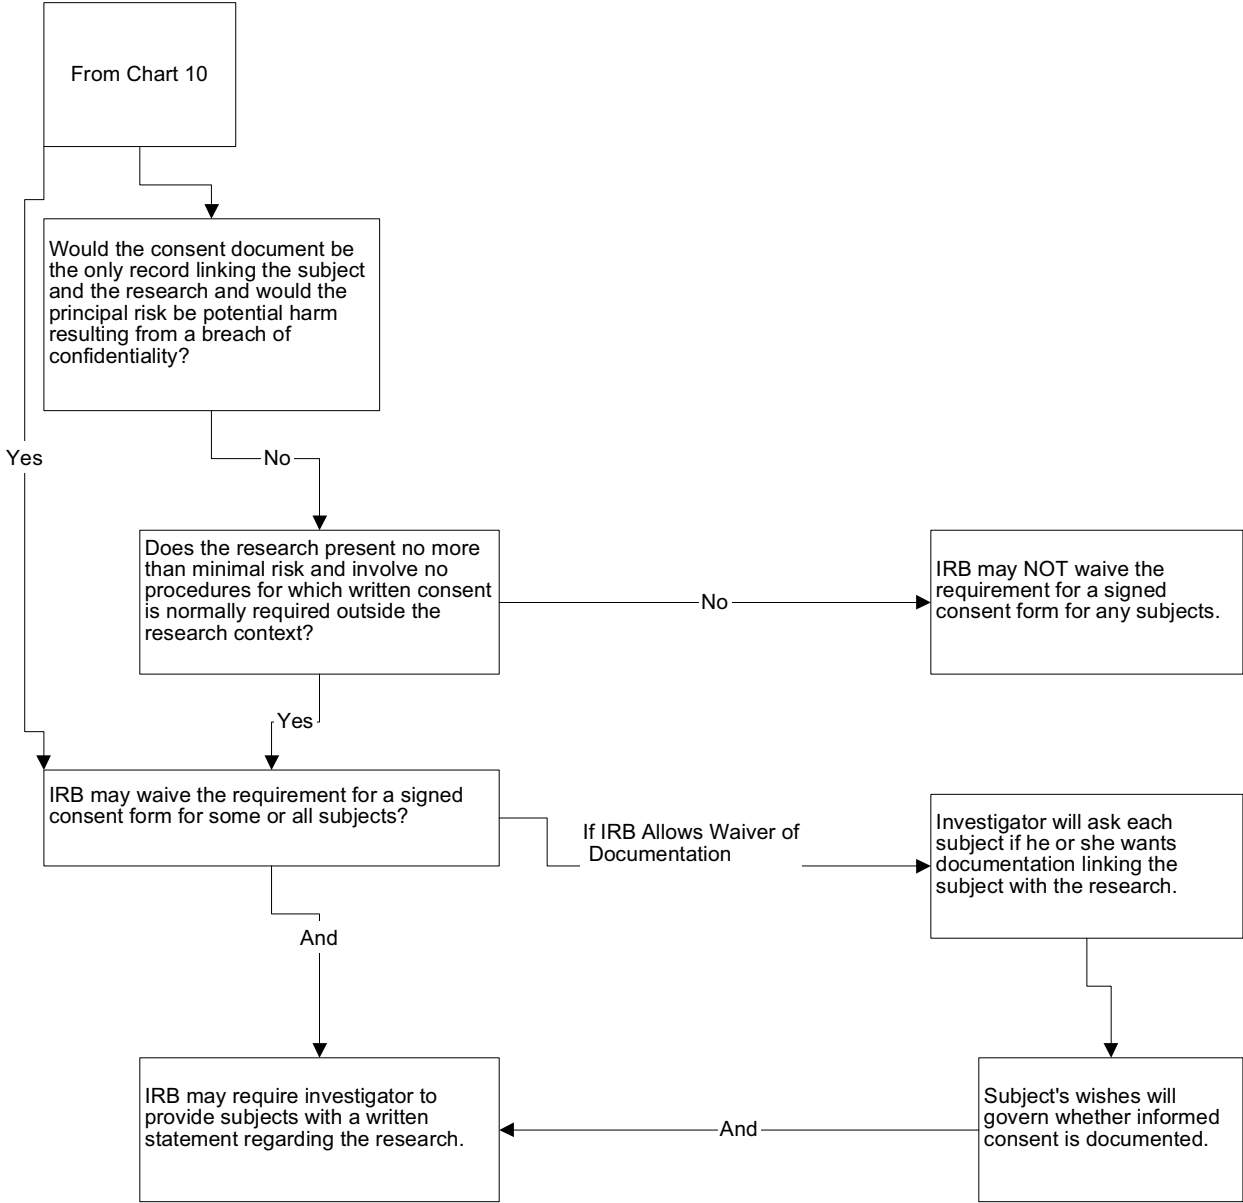 From Chart 10
Would the consent document be
the only record linking the subject
and the research and would the
principal risk be potential harm
resulting from a breach of
confidentiality?
Yes
No
Does the research present no more
than minimal risk and involve no
procedures for which written consent
is normally required outside the
research context?
No
IRB may NOT waive the
requirement for a signed
consent form for any subjects.
Yes
IRB may waive the requirement for a signed
consent form for some or all subjects?
If IRB Allows Waiver of
Documentation
Investigator will ask each
subject if he or she wants
documentation linking the
subject with the research.
And
IRB may require investigator to
provide subjects with a written
statement regarding the research.
And
Subject's wishes will
govern whether informed
consent is documented.